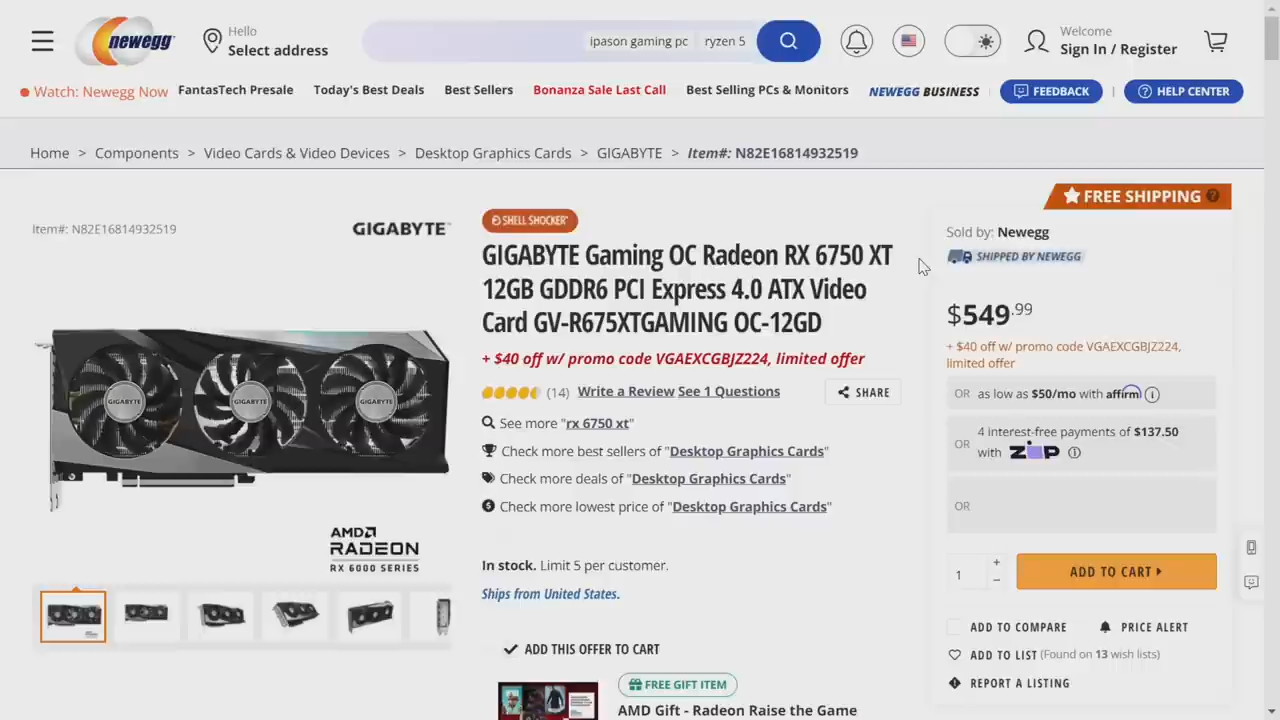 newegg
Hello
Select address
ipason gaming pc
ryzen 5
Welcome
Sign In / Register
Watch: Newegg Now
FantasTech Presale
Today's Best Deals
Best Sellers
Bonanza Sale Last Call
Best Selling PCs & Monitors
NEWEGG BUSINESS
FEEDBACK
HELP CENTER
Home > Components > Video Cards & Video Devices > Desktop Graphics Cards > GIGABYTE > Item#: N82E16814932519
Item#: N82E16814932519
GIGABYTE™
GIGABYTE
GIGABYTE
GIGABYTE
AMD
RADEON
RX 6000 SERIES
SHELL SHOCKER
GIGABYTE Gaming OC Radeon RX 6750 XT
12GB GDDR6 PCI Express 4.0 ATX Video
Card GV-R675XTGAMING OC-12GD
+ $40 off w/ promo code VGAEXCGBJZ224, limited offer
(14) Write a Review See 1 Questions
SHARE
See more "rx 6750 xt"
Check more best sellers of "Desktop Graphics Cards"
Check more deals of "Desktop Graphics Cards"
Check more lowest price of "Desktop Graphics Cards"
In stock. Limit 5 per customer.
Ships from United States.
ADD THIS OFFER TO CART
FREE GIFT ITEM
AMD Gift - Radeon Raise the Game
FREE SHIPPING ?
Sold by: Newegg
SHIPPED BY NEWEGG
$549.99
+ $40 off w/ promo code VGAEXCGBJZ224,
limited offer
OR as low as $50/mo with affirm
OR 4 interest-free payments of $137.50
with ZIP
OR
1 + −
ADD TO CART
ADD TO COMPARE
PRICE ALERT
ADD TO LIST (Found on 13 wish lists)
REPORT A LISTING